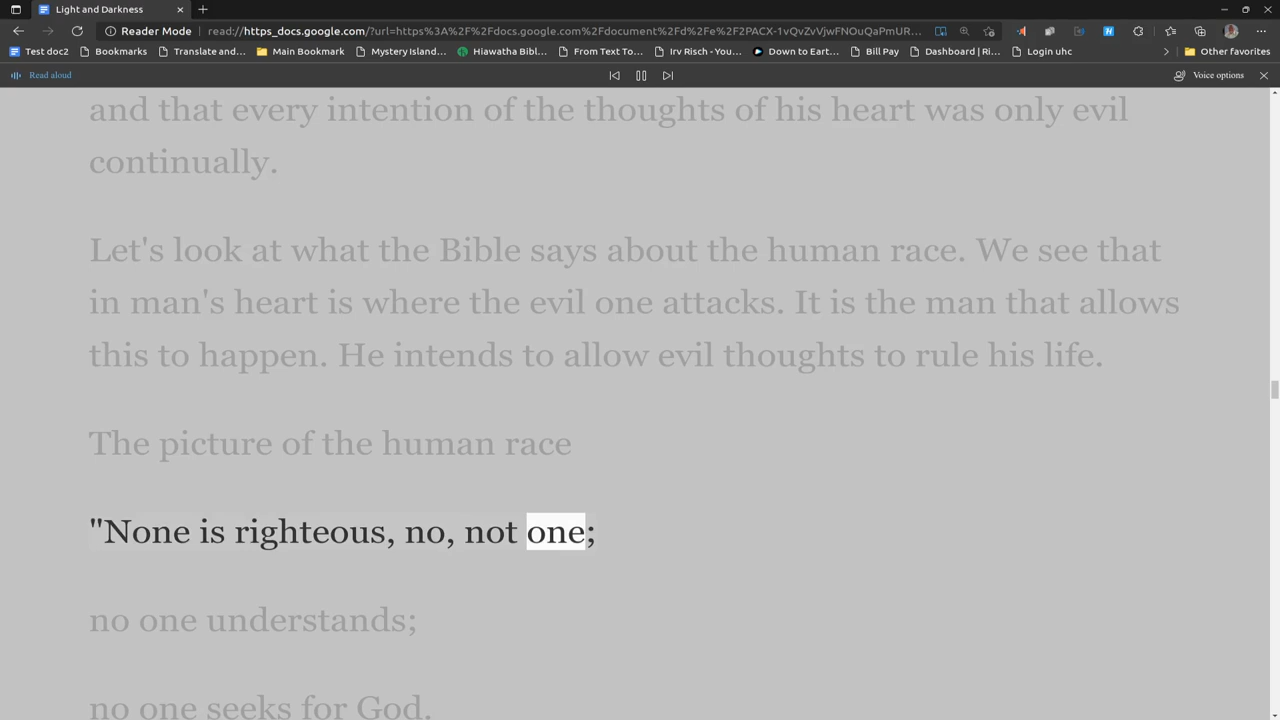 Light and Darkness
Reader Mode
read://https_docs.google.com/?url=https%3A%2F%2Fdocs.google.com%2Fdocument%2Fd%2Fe%2F2PACX-1vQvZvVjwFNOuQaPmUR...
Test doc2 Bookmarks Translate and... Main Bookmark Mystery Island... Hiawatha Bibl... From Text To... Irv Risch - You... Down to Eart... Bill Pay Dashboard | Ri... Login uhc Other favorites
Read aloud Voice options
and that every intention of the thoughts of his heart was only evil
continually.
Let's look at what the Bible says about the human race. We see that
in man's heart is where the evil one attacks. It is the man that allows
this to happen. He intends to allow evil thoughts to rule his life.
The picture of the human race
"None is righteous, no, not one;
no one understands;
no one seeks for God.